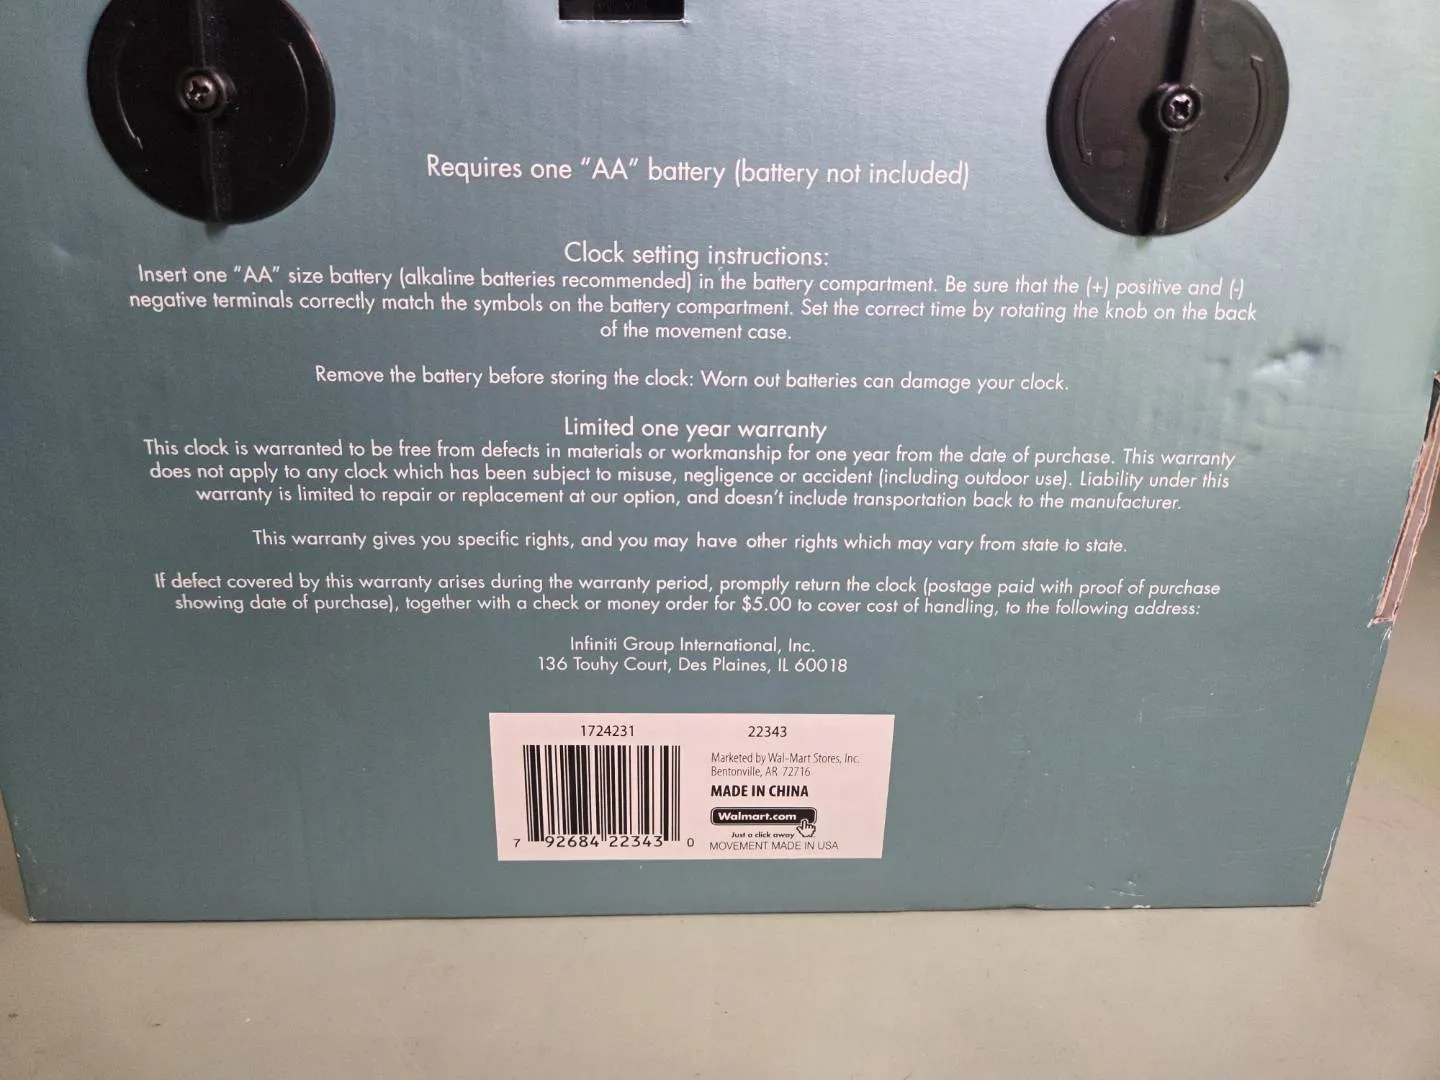 Requires one “AA” battery (battery not included)
Clock setting instructions:
Insert one “AA” size battery (alkaline batteries recommended) in the battery compartment. Be sure that the (+) positive and (-)
negative terminals correctly match the symbols on the battery compartment. Set the correct time by rotating the knob on the back
of the movement case.
Remove the battery before storing the clock: Worn out batteries can damage your clock.
Limited one year warranty
This clock is warranted to be free from defects in materials or workmanship for one year from the date of purchase. This warranty
does not apply to any clock which has been subject to misuse, negligence or accident (including outdoor use). Liability under this
warranty is limited to repair or replacement at our option, and doesn’t include transportation back to the manufacturer.
This warranty gives you specific rights, and you may have other rights which may vary from state to state.
If defect covered by this warranty arises during the warranty period, promptly return the clock (postage paid with proof of purchase
showing date of purchase), together with a check or money order for $5.00 to cover cost of handling, to the following address:
Infiniti Group International, Inc.
136 Touhy Court, Des Plaines, IL 60018
1724231 22343
Marketed by Wal-Mart Stores, Inc.
Bentonville, AR 72716
MADE IN CHINA
Walmart.com
Just a click away
MOVEMENT MADE IN USA
7 92684 22343 0